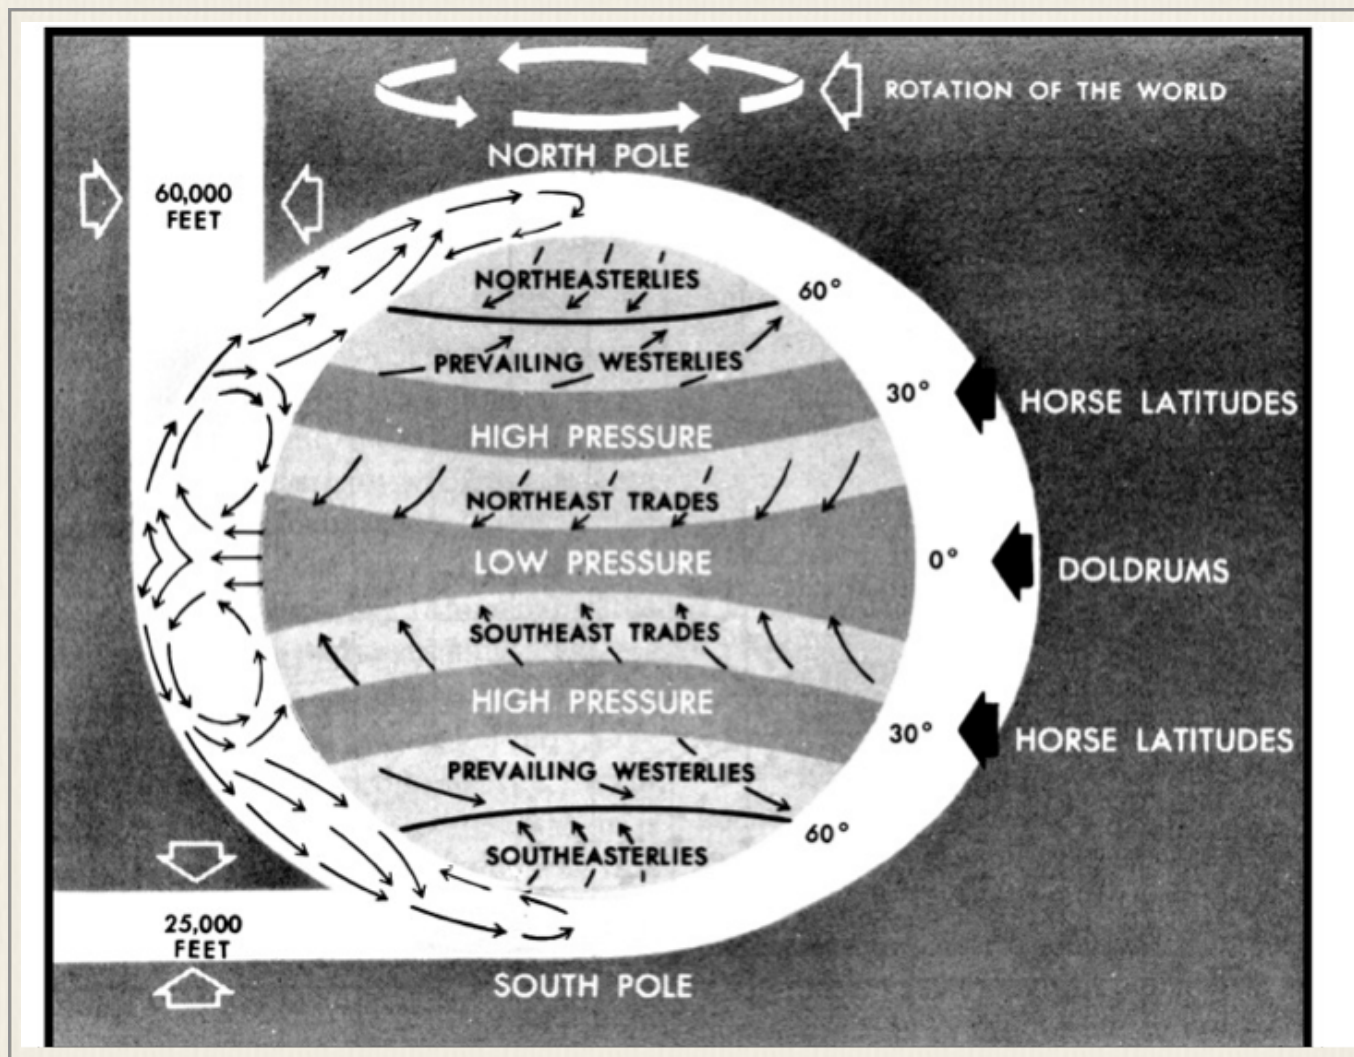 ROTATION OF THE WORLD
NORTH POLE
60,000
FEET
NORTHEASTERLIES
60°
PREVAILING WESTERLIES
30°
HORSE LATITUDES
HIGH PRESSURE
NORTHEAST TRADES
LOW PRESSURE
0°
DOLDRUMS
SOUTHEAST TRADES
HIGH PRESSURE
30°
HORSE LATITUDES
PREVAILING WESTERLIES
60°
SOUTHEASTERLIES
25,000
FEET
SOUTH POLE